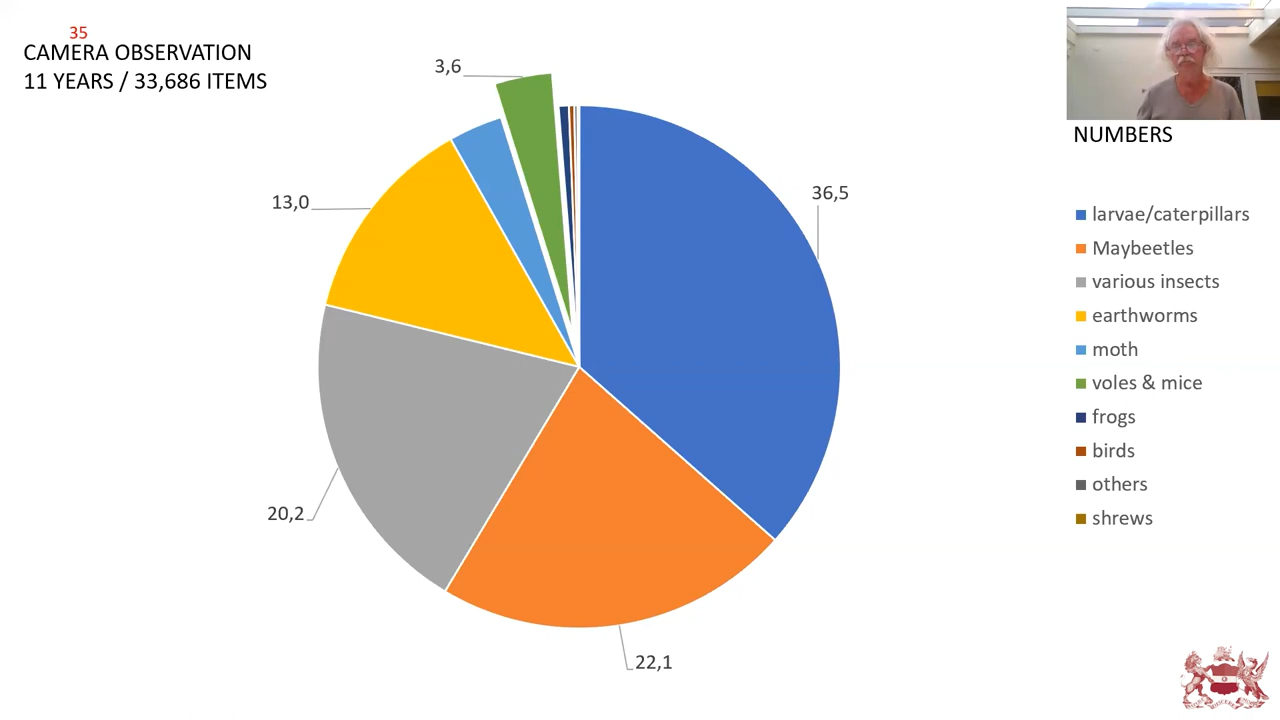 35
CAMERA OBSERVATION
11 YEARS / 33,686 ITEMS
3,6
36,5
13,0
20,2
22,1
NUMBERS
larvae/caterpillars
Maybeetles
various insects
earthworms
moth
voles & mice
frogs
birds
others
shrews